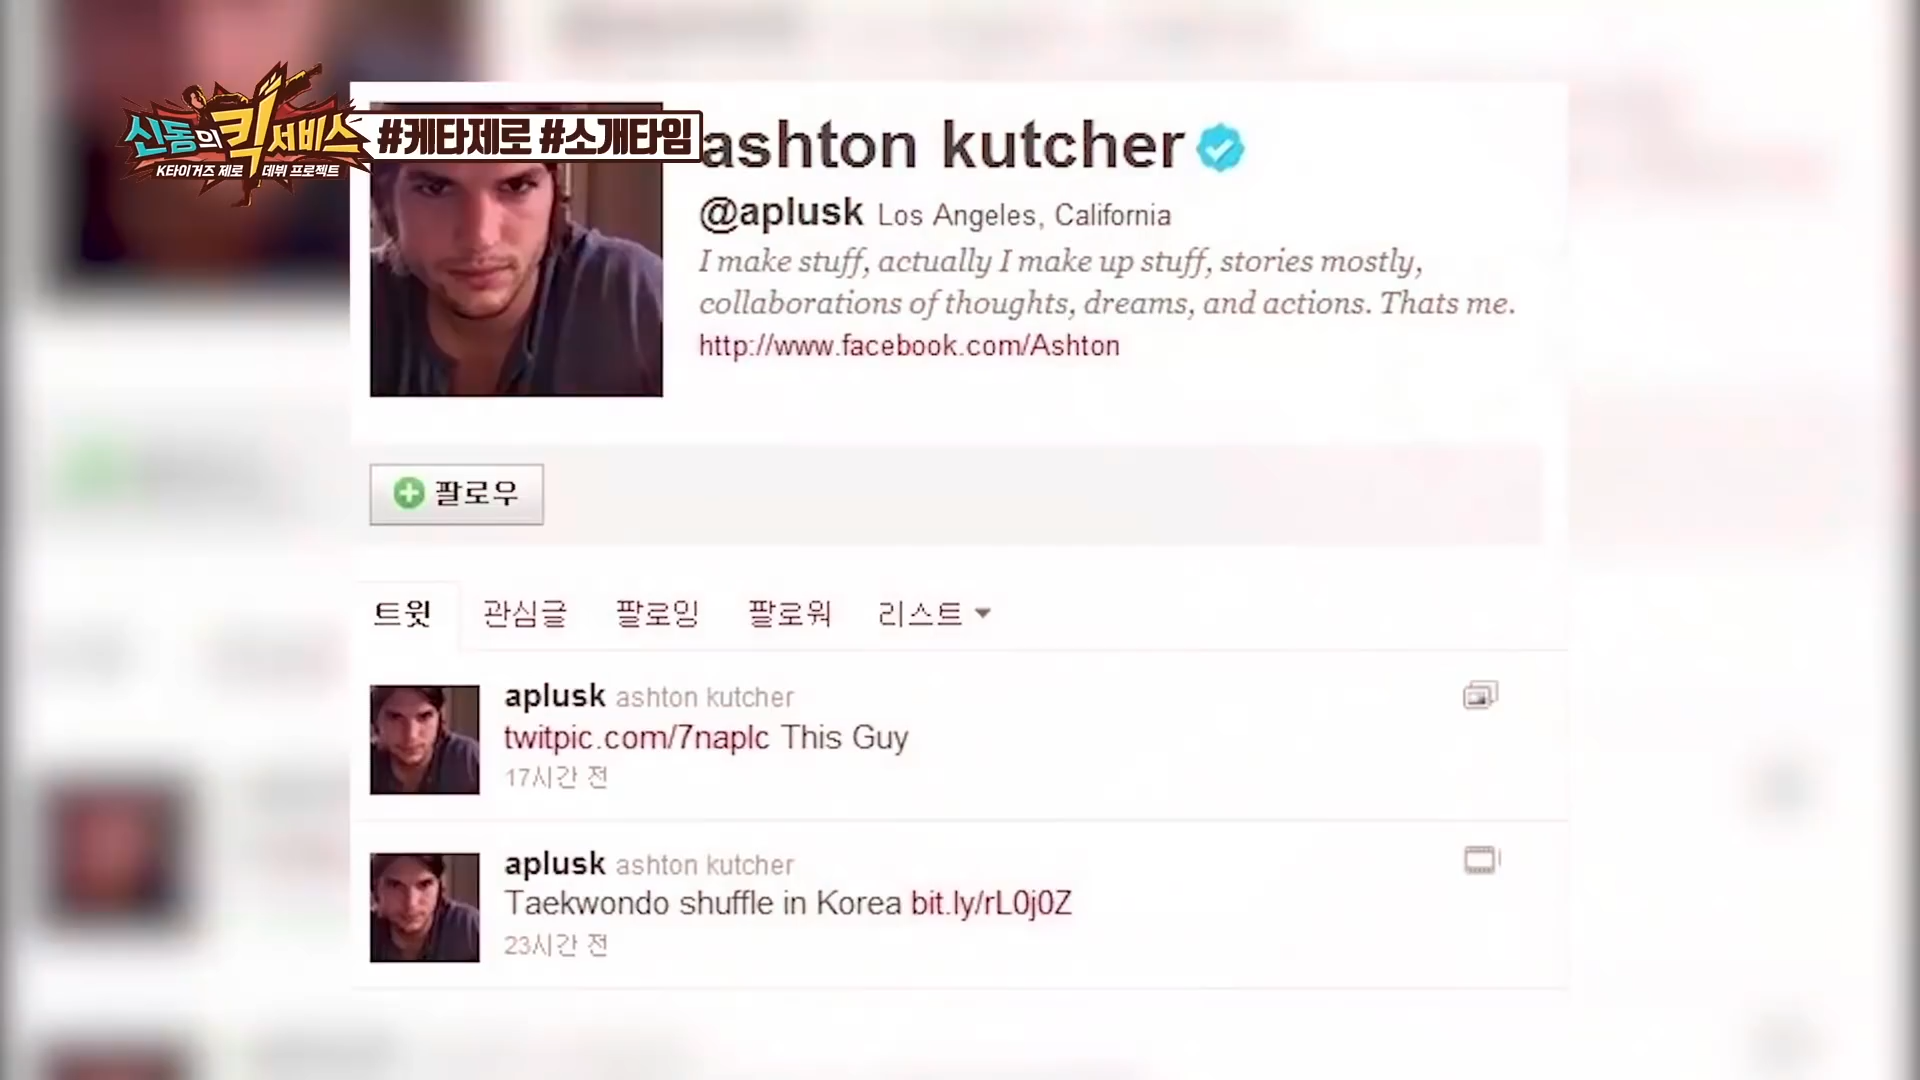 신동의 킥서비스
K타이거즈 제로 데뷔 프로젝트
#케타제로 #소개타임
ashton kutcher
@aplusk Los Angeles, California
I make stuff, actually I make up stuff, stories mostly,
collaborations of thoughts, dreams, and actions. Thats me.
http://www.facebook.com/Ashton
팔로우
트윗 관심글 팔로잉 팔로워 리스트
aplusk ashton kutcher
twitpic.com/7naplc This Guy
17시간 전
aplusk ashton kutcher
Taekwondo shuffle in Korea bit.ly/rL0j0Z
23시간 전